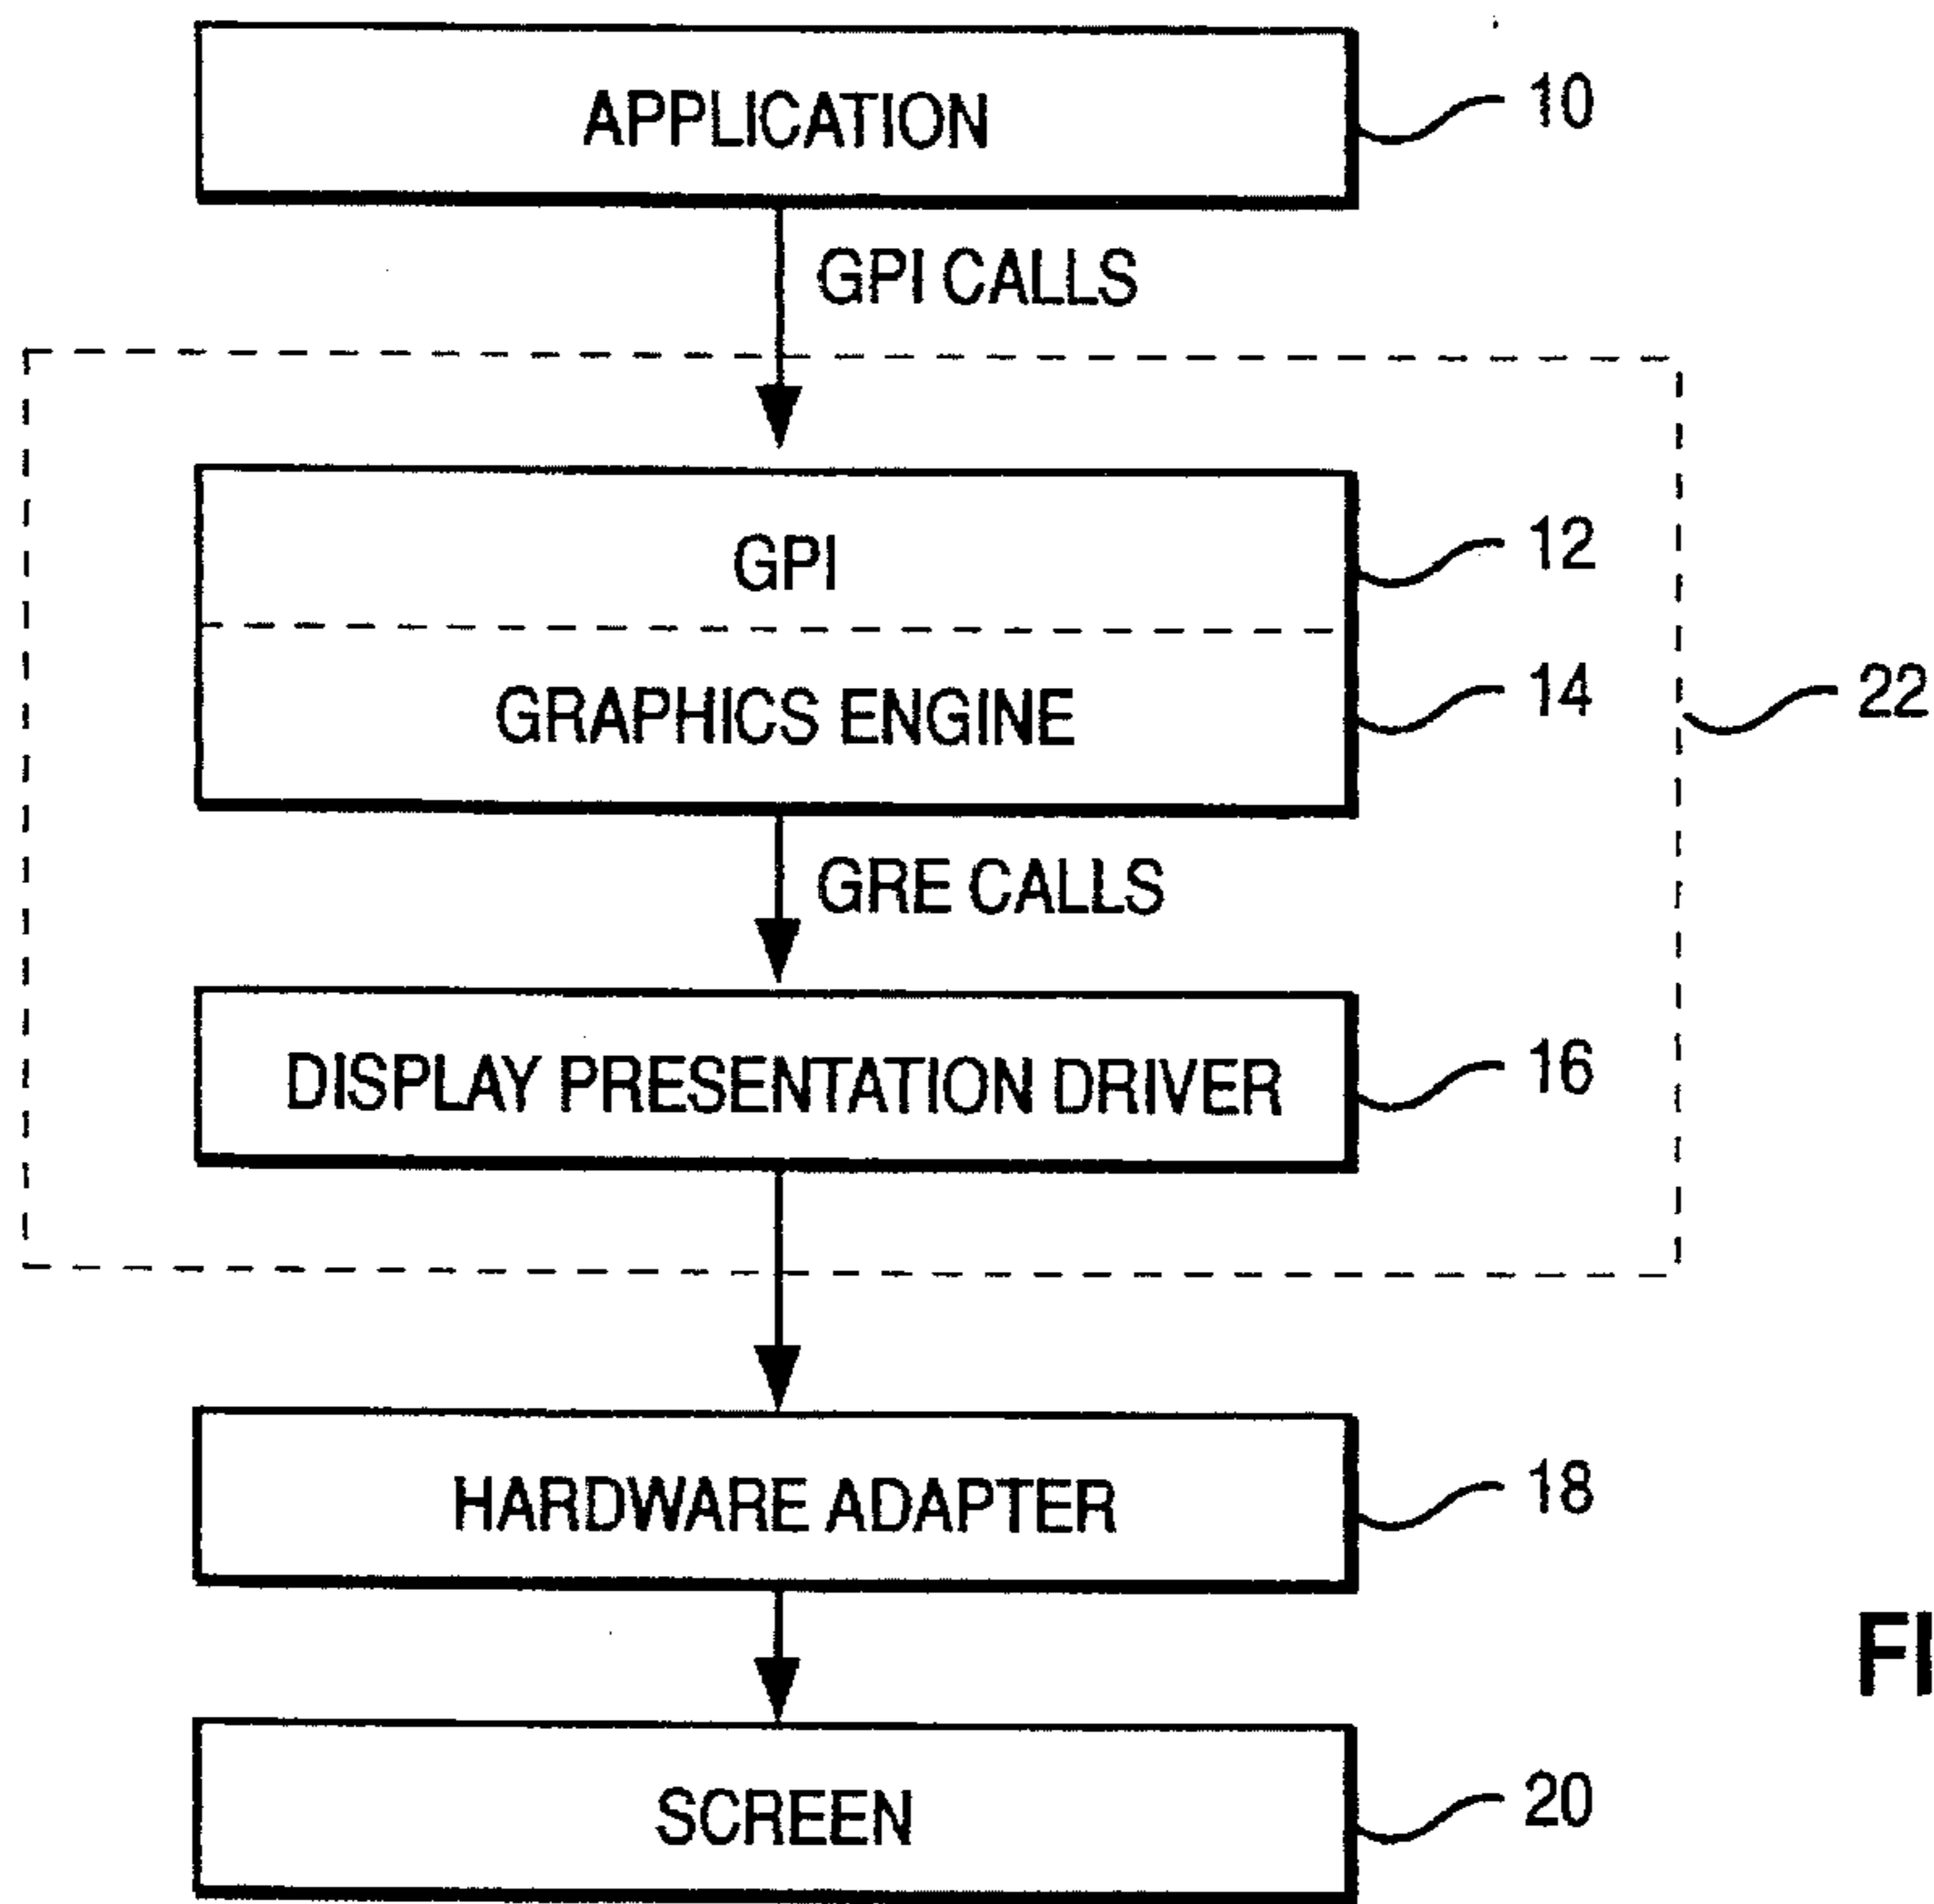 APPLICATION
10
GPI CALLS
GPI
12
GRAPHICS ENGINE
14
22
GRE CALLS
DISPLAY PRESENTATION DRIVER
16
HARDWARE ADAPTER
18
FI
SCREEN
20